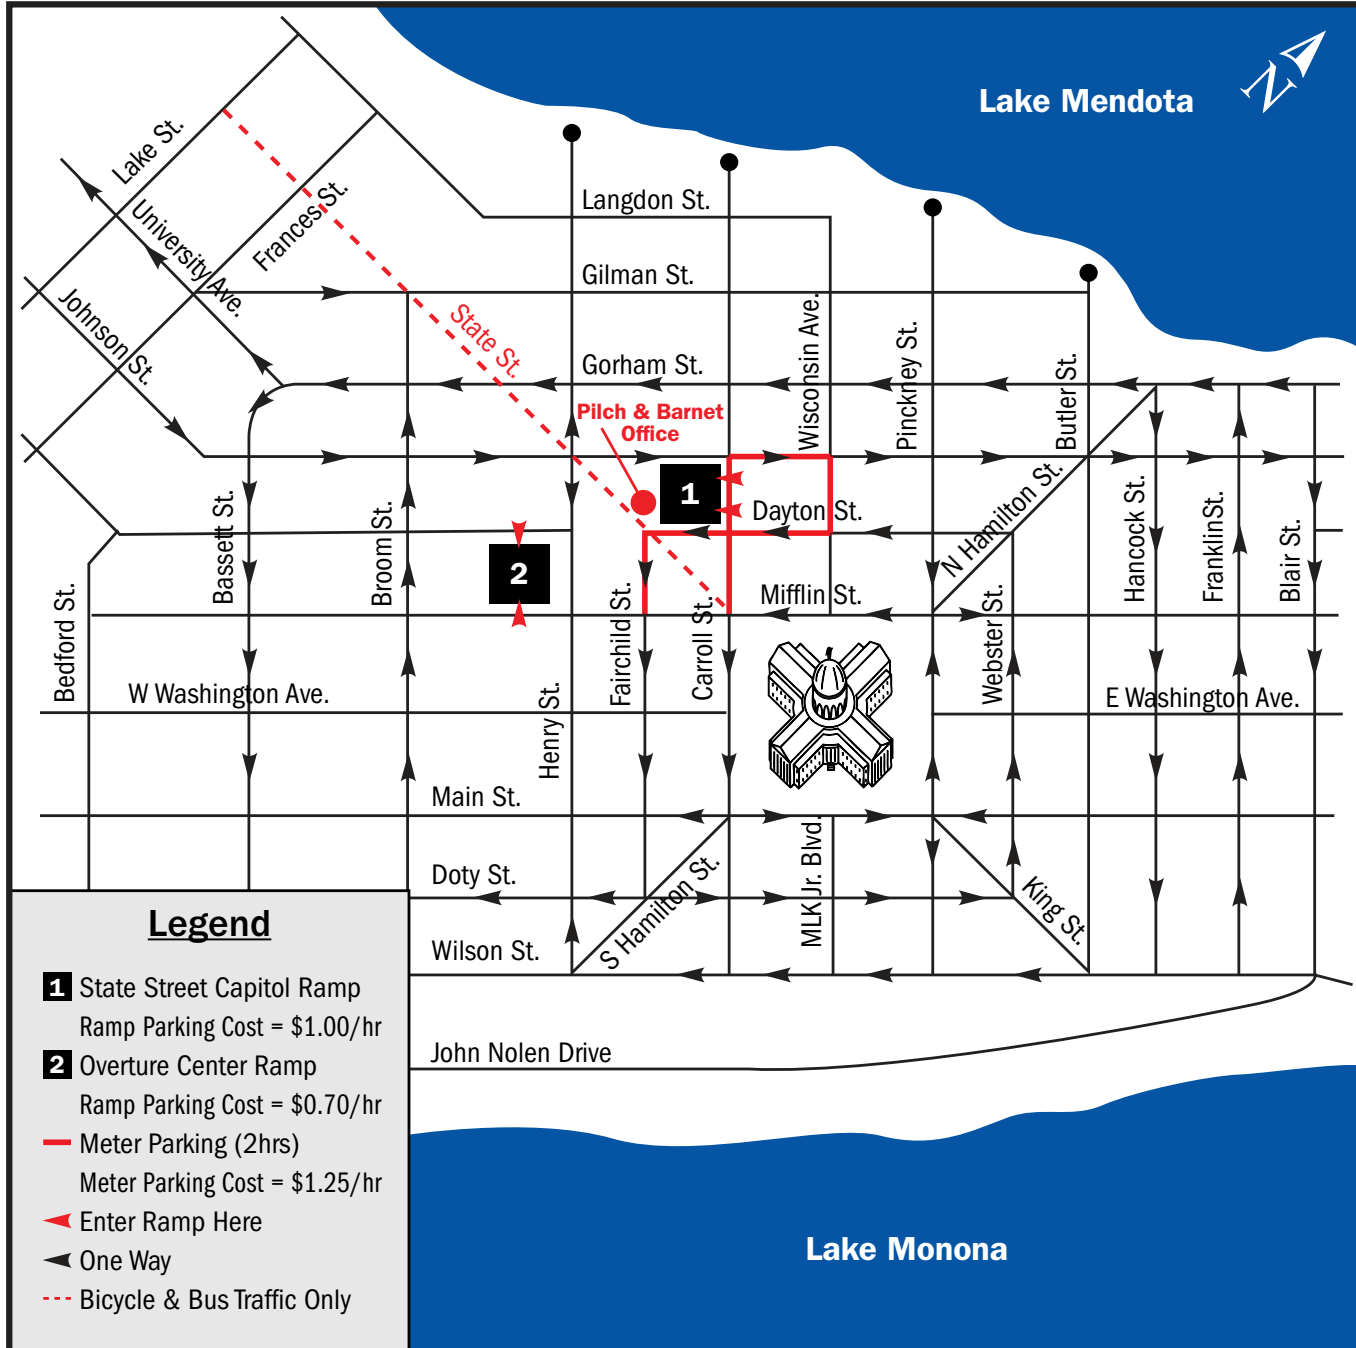 Lake Mendota
N
Lake St.
University Ave.
Frances St.
Johnson St.
Langdon St.
Gilman St.
State St.
Gorham St.
Wisconsin Ave.
Pinckney St.
Butler St.
Pilch & Barnet
Office
1
Dayton St.
N Hamilton St.
Hancock St.
FranklinSt.
Blair St.
Bassett St.
Broom St.
2
Bedford St.
Fairchild St.
Carroll St.
Mifflin St.
Webster St.
W Washington Ave.
E Washington Ave.
Henry St.
Main St.
MLK Jr. Blvd.
Doty St.
S Hamilton St.
King St.
Wilson St.
John Nolen Drive
Lake Monona
Legend
1 State Street Capitol Ramp
Ramp Parking Cost = $1.00/hr
2 Overture Center Ramp
Ramp Parking Cost = $0.70/hr
Meter Parking (2hrs)
Meter Parking Cost = $1.25/hr
Enter Ramp Here
One Way
Bicycle & Bus Traffic Only